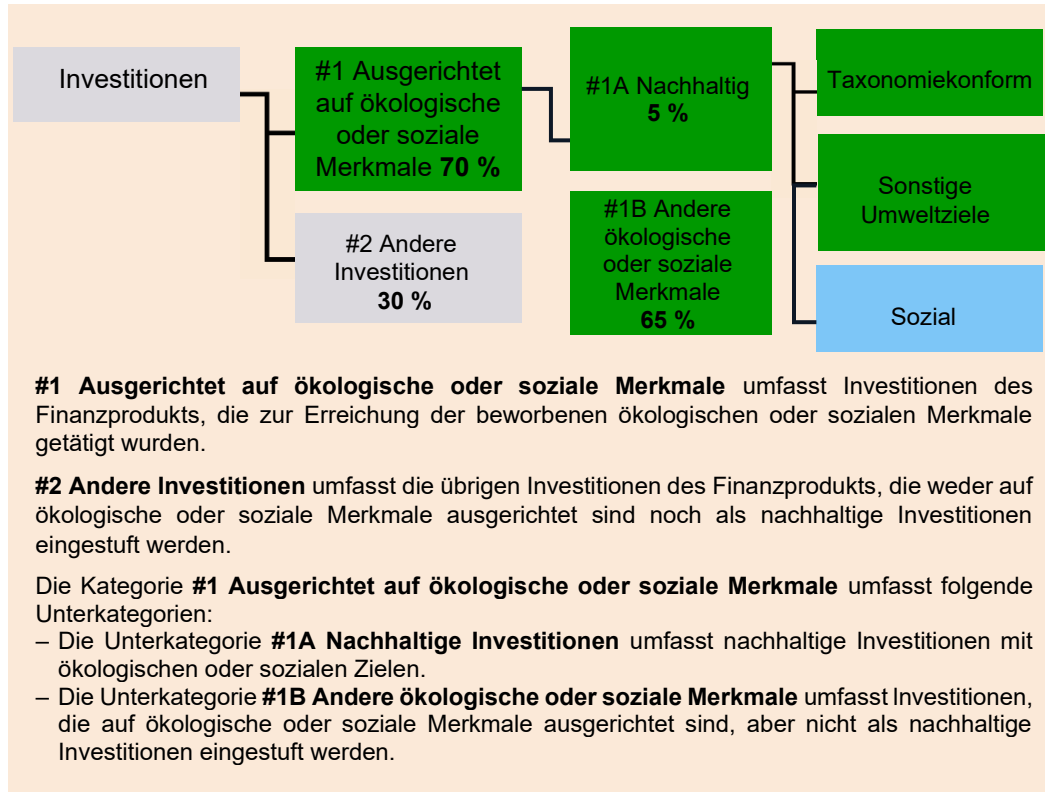 Investitionen
#1 Ausgerichtet
auf ökologische
oder soziale
Merkmale 70 %
#2 Andere
Investitionen
30 %
#1A Nachhaltig
5 %
#1B Andere
ökologische
oder soziale
Merkmale
65 %
Taxonomiekonform
Sonstige
Umweltziele
Sozial
#1 Ausgerichtet auf ökologische oder soziale Merkmale umfasst Investitionen des
Finanzprodukts, die zur Erreichung der beworbenen ökologischen oder sozialen Merkmale
getätigt wurden.
#2 Andere Investitionen umfasst die übrigen Investitionen des Finanzprodukts, die weder auf
ökologische oder soziale Merkmale ausgerichtet sind noch als nachhaltige Investitionen
eingestuft werden.
Die Kategorie #1 Ausgerichtet auf ökologische oder soziale Merkmale umfasst folgende
Unterkategorien:
– Die Unterkategorie #1A Nachhaltige Investitionen umfasst nachhaltige Investitionen mit
ökologischen oder sozialen Zielen.
– Die Unterkategorie #1B Andere ökologische oder soziale Merkmale umfasst Investitionen,
die auf ökologische oder soziale Merkmale ausgerichtet sind, aber nicht als nachhaltige
Investitionen eingestuft werden.